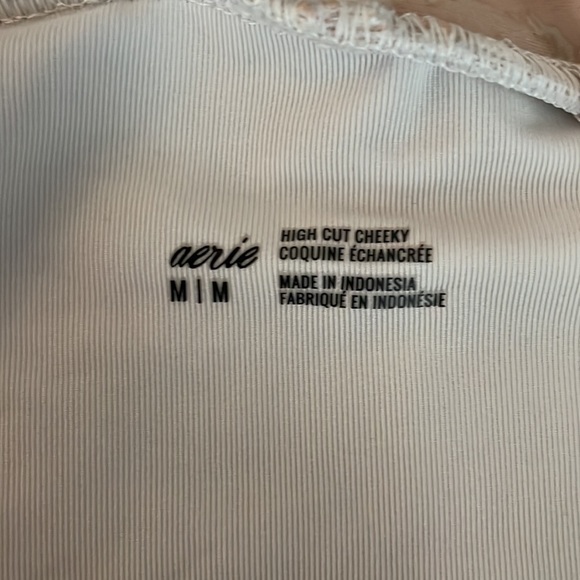 aerie
M | M
HIGH CUT CHEEKY
COQUINE ÉCHANCRÉE
MADE IN INDONESIA
FABRIQUÉ EN INDONÉSIE